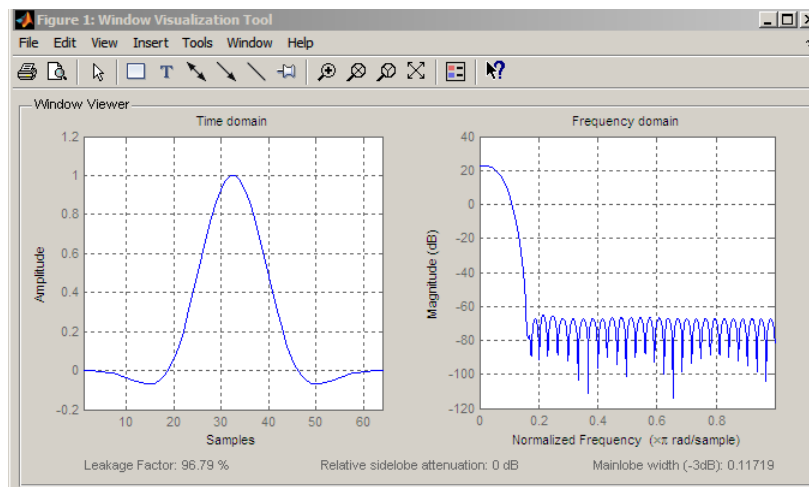 Figure 1: Window Visualization Tool
File Edit View Insert Tools Window Help
Window Viewer
Time domain
1.2
1
0.8
0.6
0.4
0.2
0
-0.2
10 20 30 40 50 60
Amplitude
Samples
Frequency domain
40
20
0
-20
-40
-60
-80
-100
-120
0 0.2 0.4 0.6 0.8
Magnitude (dB)
Normalized Frequency (×π rad/sample)
Leakage Factor: 96.79 % Relative sidelobe attenuation: 0 dB Mainlobe width (-3dB): 0.11719